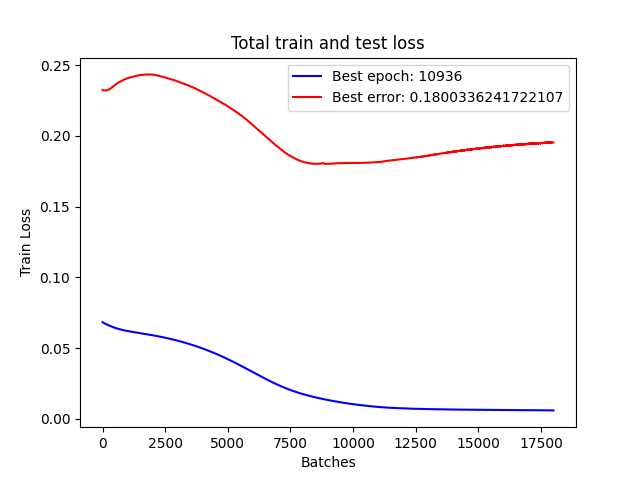 Total train and test loss
Best epoch: 10936
Best error: 0.1800336241722107
Train Loss
0.25
0.20
0.15
0.10
0.05
0.00
0 2500 5000 7500 10000 12500 15000 17500
Batches